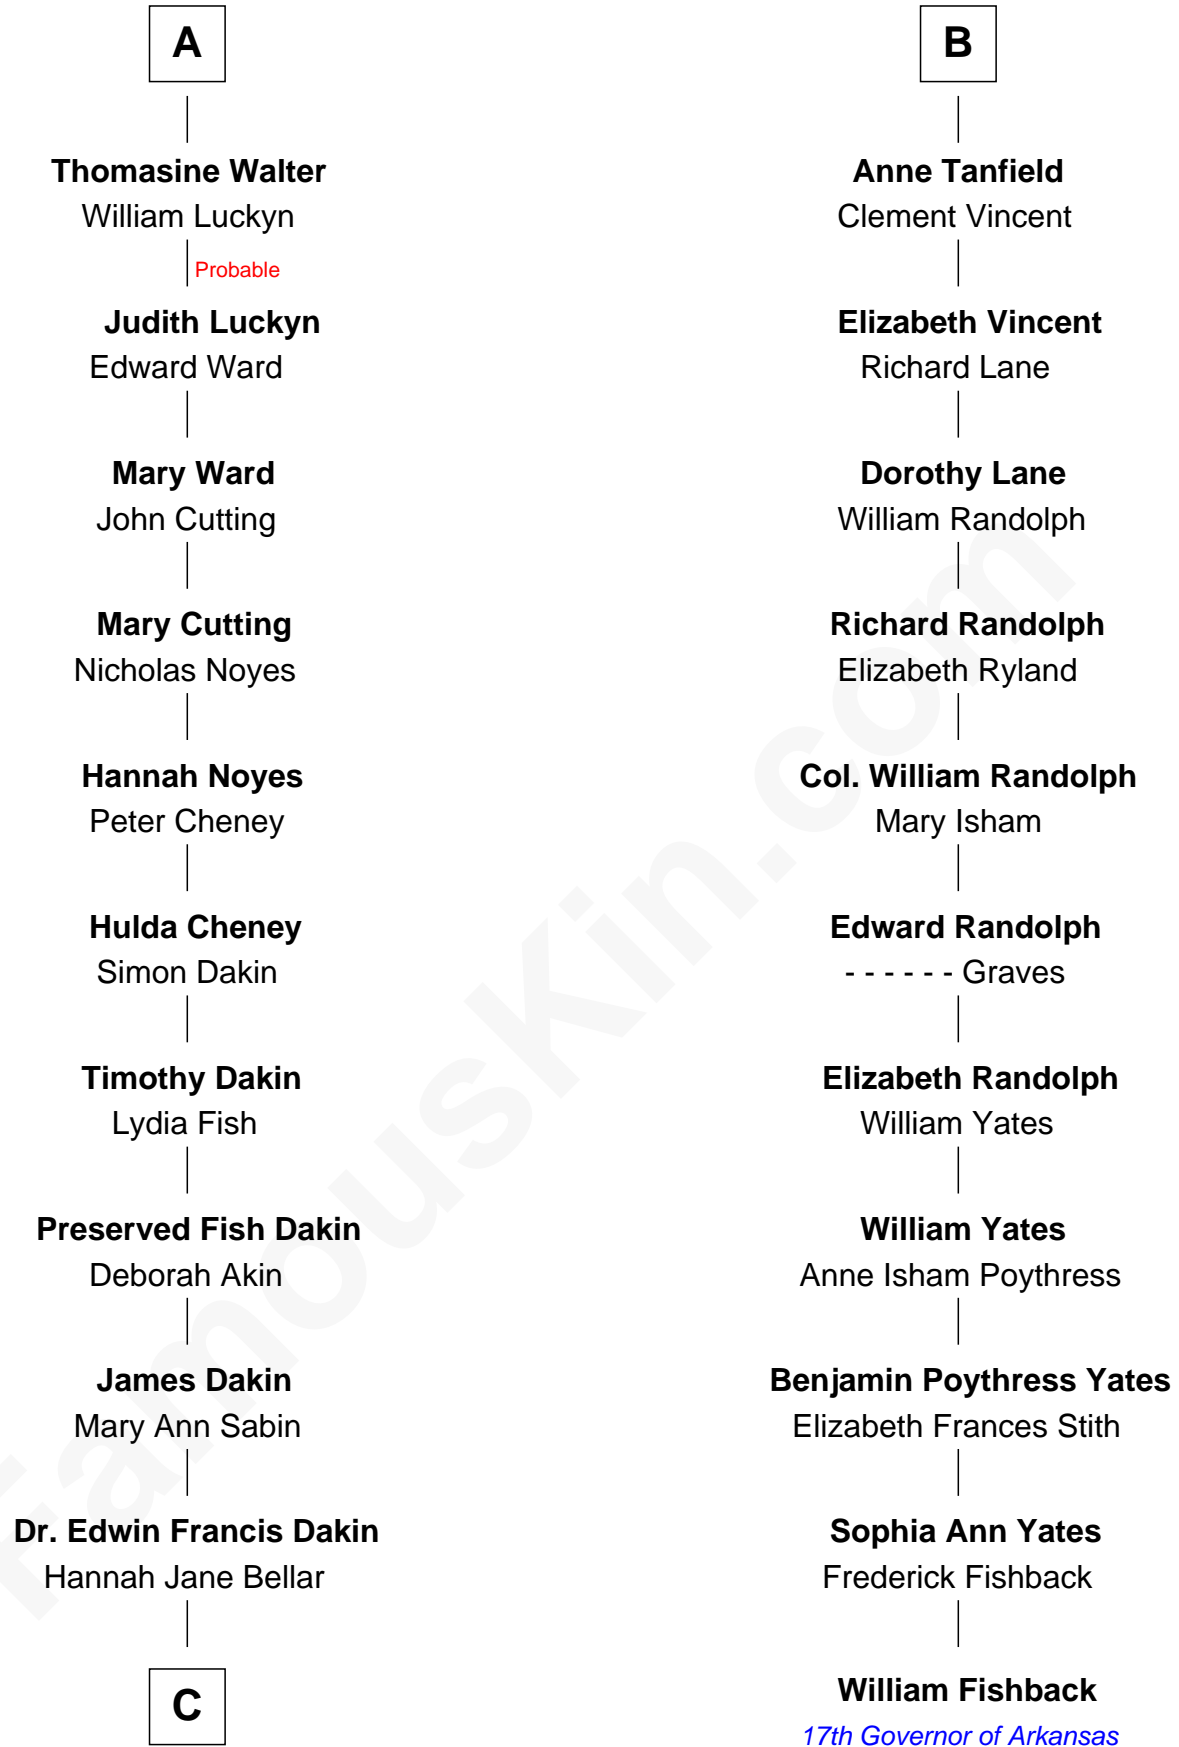 A
Thomasine Walter
William Luckyn
Probable
Judith Luckyn
Edward Ward
Mary Ward
John Cutting
Mary Cutting
Nicholas Noyes
Hannah Noyes
Peter Cheney
Hulda Cheney
Simon Dakin
Timothy Dakin
Lydia Fish
Preserved Fish Dakin
Deborah Akin
James Dakin
Mary Ann Sabin
Dr. Edwin Francis Dakin
Hannah Jane Bellar
C
B
Anne Tanfield
Clement Vincent
Elizabeth Vincent
Richard Lane
Dorothy Lane
William Randolph
Richard Randolph
Elizabeth Ryland
Col. William Randolph
Mary Isham
Edward Randolph
- - - - - - Graves
Elizabeth Randolph
William Yates
William Yates
Anne Isham Poythress
Benjamin Poythress Yates
Elizabeth Frances Stith
Sophia Ann Yates
Frederick Fishback
William Fishback
17th Governor of Arkansas
FamousKin.com